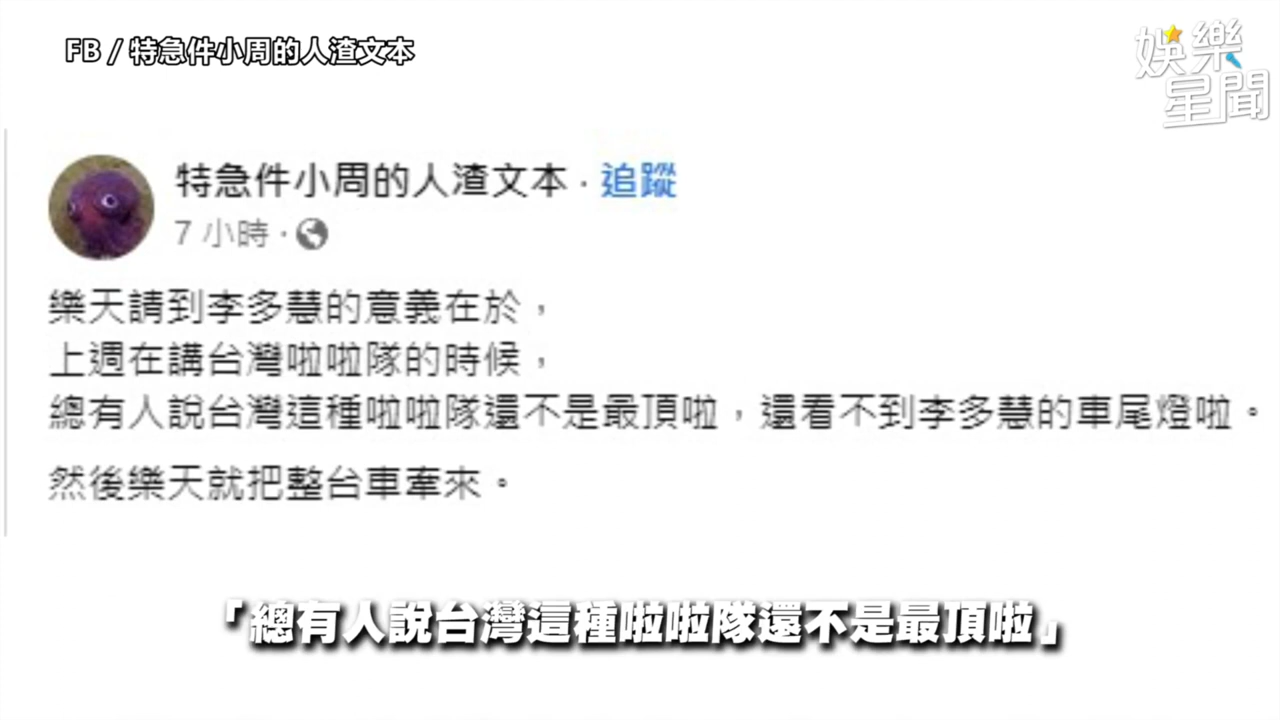 FB / 特急件小周的人渣文本
娛樂
星聞
特急件小周的人渣文本 · 追蹤
7 小時 ·
樂天請到李多慧的意義在於，
上週在講台灣啦啦隊的時候，
總有人說台灣這種啦啦隊還不是最頂啦，還看不到李多慧的車尾燈啦。
然後樂天就把整台車牽來。
「總有人說台灣這種啦啦隊還不是最頂啦」